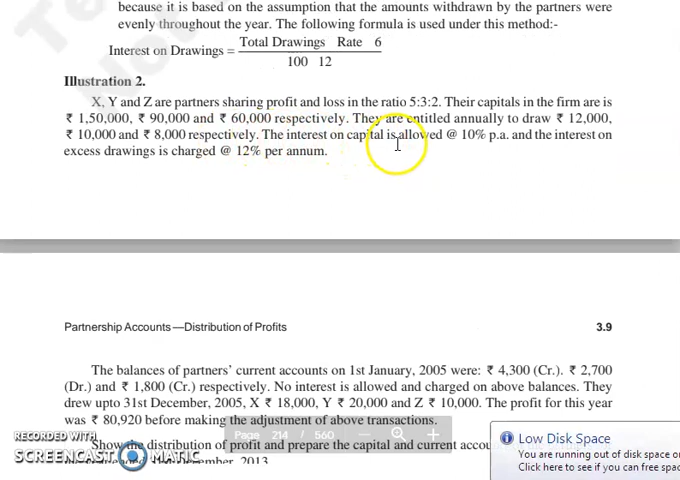 because it is based on the assumption that the amounts withdrawn by the partners were
evenly throughout the year. The following formula is used under this method:-
Interest on Drawings = Total Drawings Rate 6
100 12
Illustration 2.
X, Y and Z are partners sharing profit and loss in the ratio 5:3:2. Their capitals in the firm are is
₹ 1,50,000, ₹ 90,000 and ₹ 60,000 respectively. They are entitled annually to draw ₹ 12,000,
₹ 10,000 and ₹ 8,000 respectively. The interest on capital is allowed @ 10% p.a. and the interest on
excess drawings is charged @ 12% per annum.
Partnership Accounts—Distribution of Profits 3.9
The balances of partners' current accounts on 1st January, 2005 were: ₹ 4,300 (Cr.). ₹ 2,700
(Dr.) and ₹ 1,800 (Cr.) respectively. No interest is allowed and charged on above balances. They
drew upto 31st December, 2005, X ₹ 18,000, Y ₹ 20,000 and Z ₹ 10,000. The profit for this year
was ₹ 80,920 before making the adjustment of above transactions.
Page 214 / 560
Show the distribution of profit and prepare the capital and current accou
ember, 2013
RECORDED WITH
SCREENCAST MATIC
Low Disk Space
You are running out of disk space o
Click here to see if you can free spa